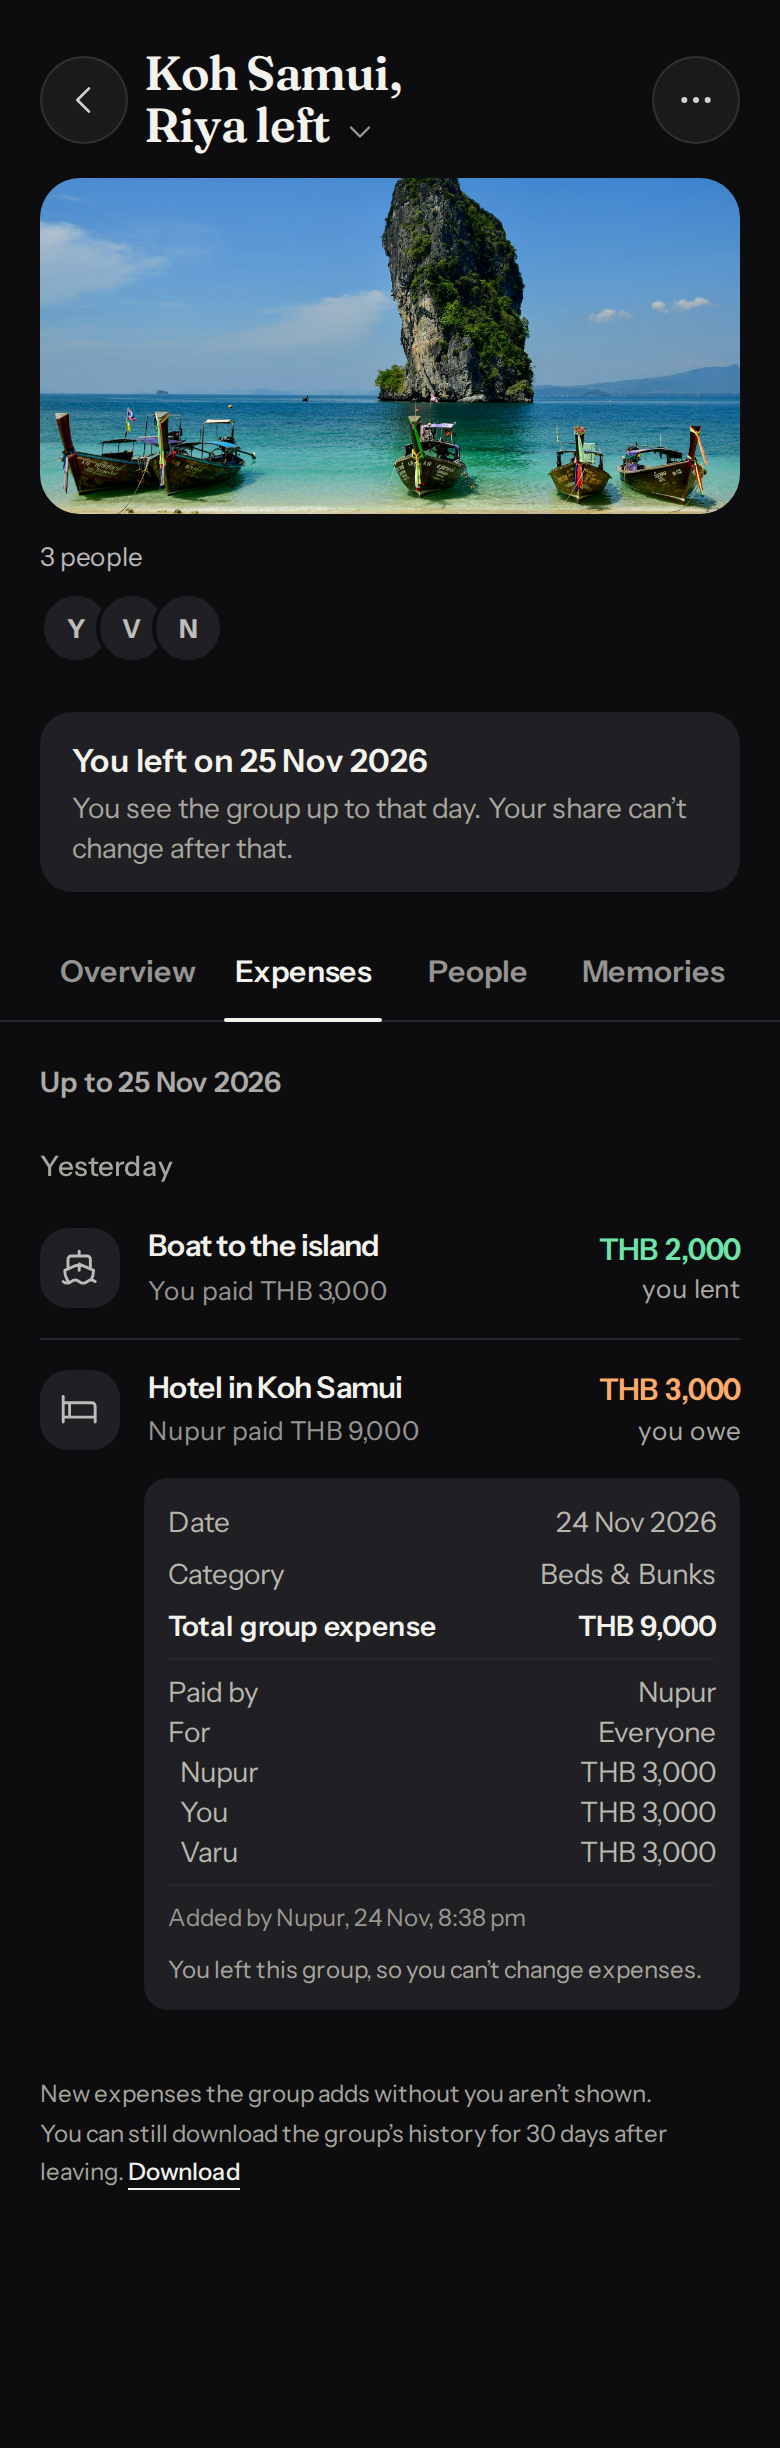 Koh Samui,
Riya left
3 people
Y V N
You left on 25 Nov 2026
You see the group up to that day. Your share can’t
change after that.
Overview Expenses People Memories
Up to 25 Nov 2026
Yesterday
Boat to the island THB 2,000
You paid THB 3,000 you lent
Hotel in Koh Samui THB 3,000
Nupur paid THB 9,000 you owe
Date 24 Nov 2026
Category Beds & Bunks
Total group expense THB 9,000
Paid by Nupur
For Everyone
Nupur THB 3,000
You THB 3,000
Varu THB 3,000
Added by Nupur, 24 Nov, 8:38 pm
You left this group, so you can’t change expenses.
New expenses the group adds without you aren’t shown.
You can still download the group’s history for 30 days after
leaving. Download